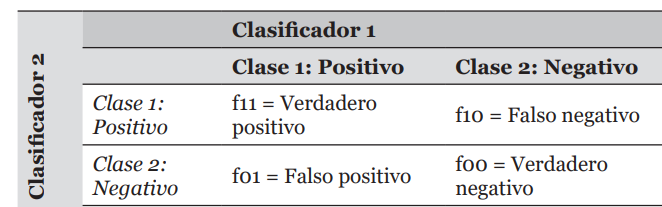 Clasificador 2
Clasificador 1
Clase 1: Positivo
Clase 2: Negativo
Clase 1:
Positivo
f11 = Verdadero
positivo
f10 = Falso negativo
Clase 2:
Negativo
f01 = Falso positivo
f00 = Verdadero
negativo